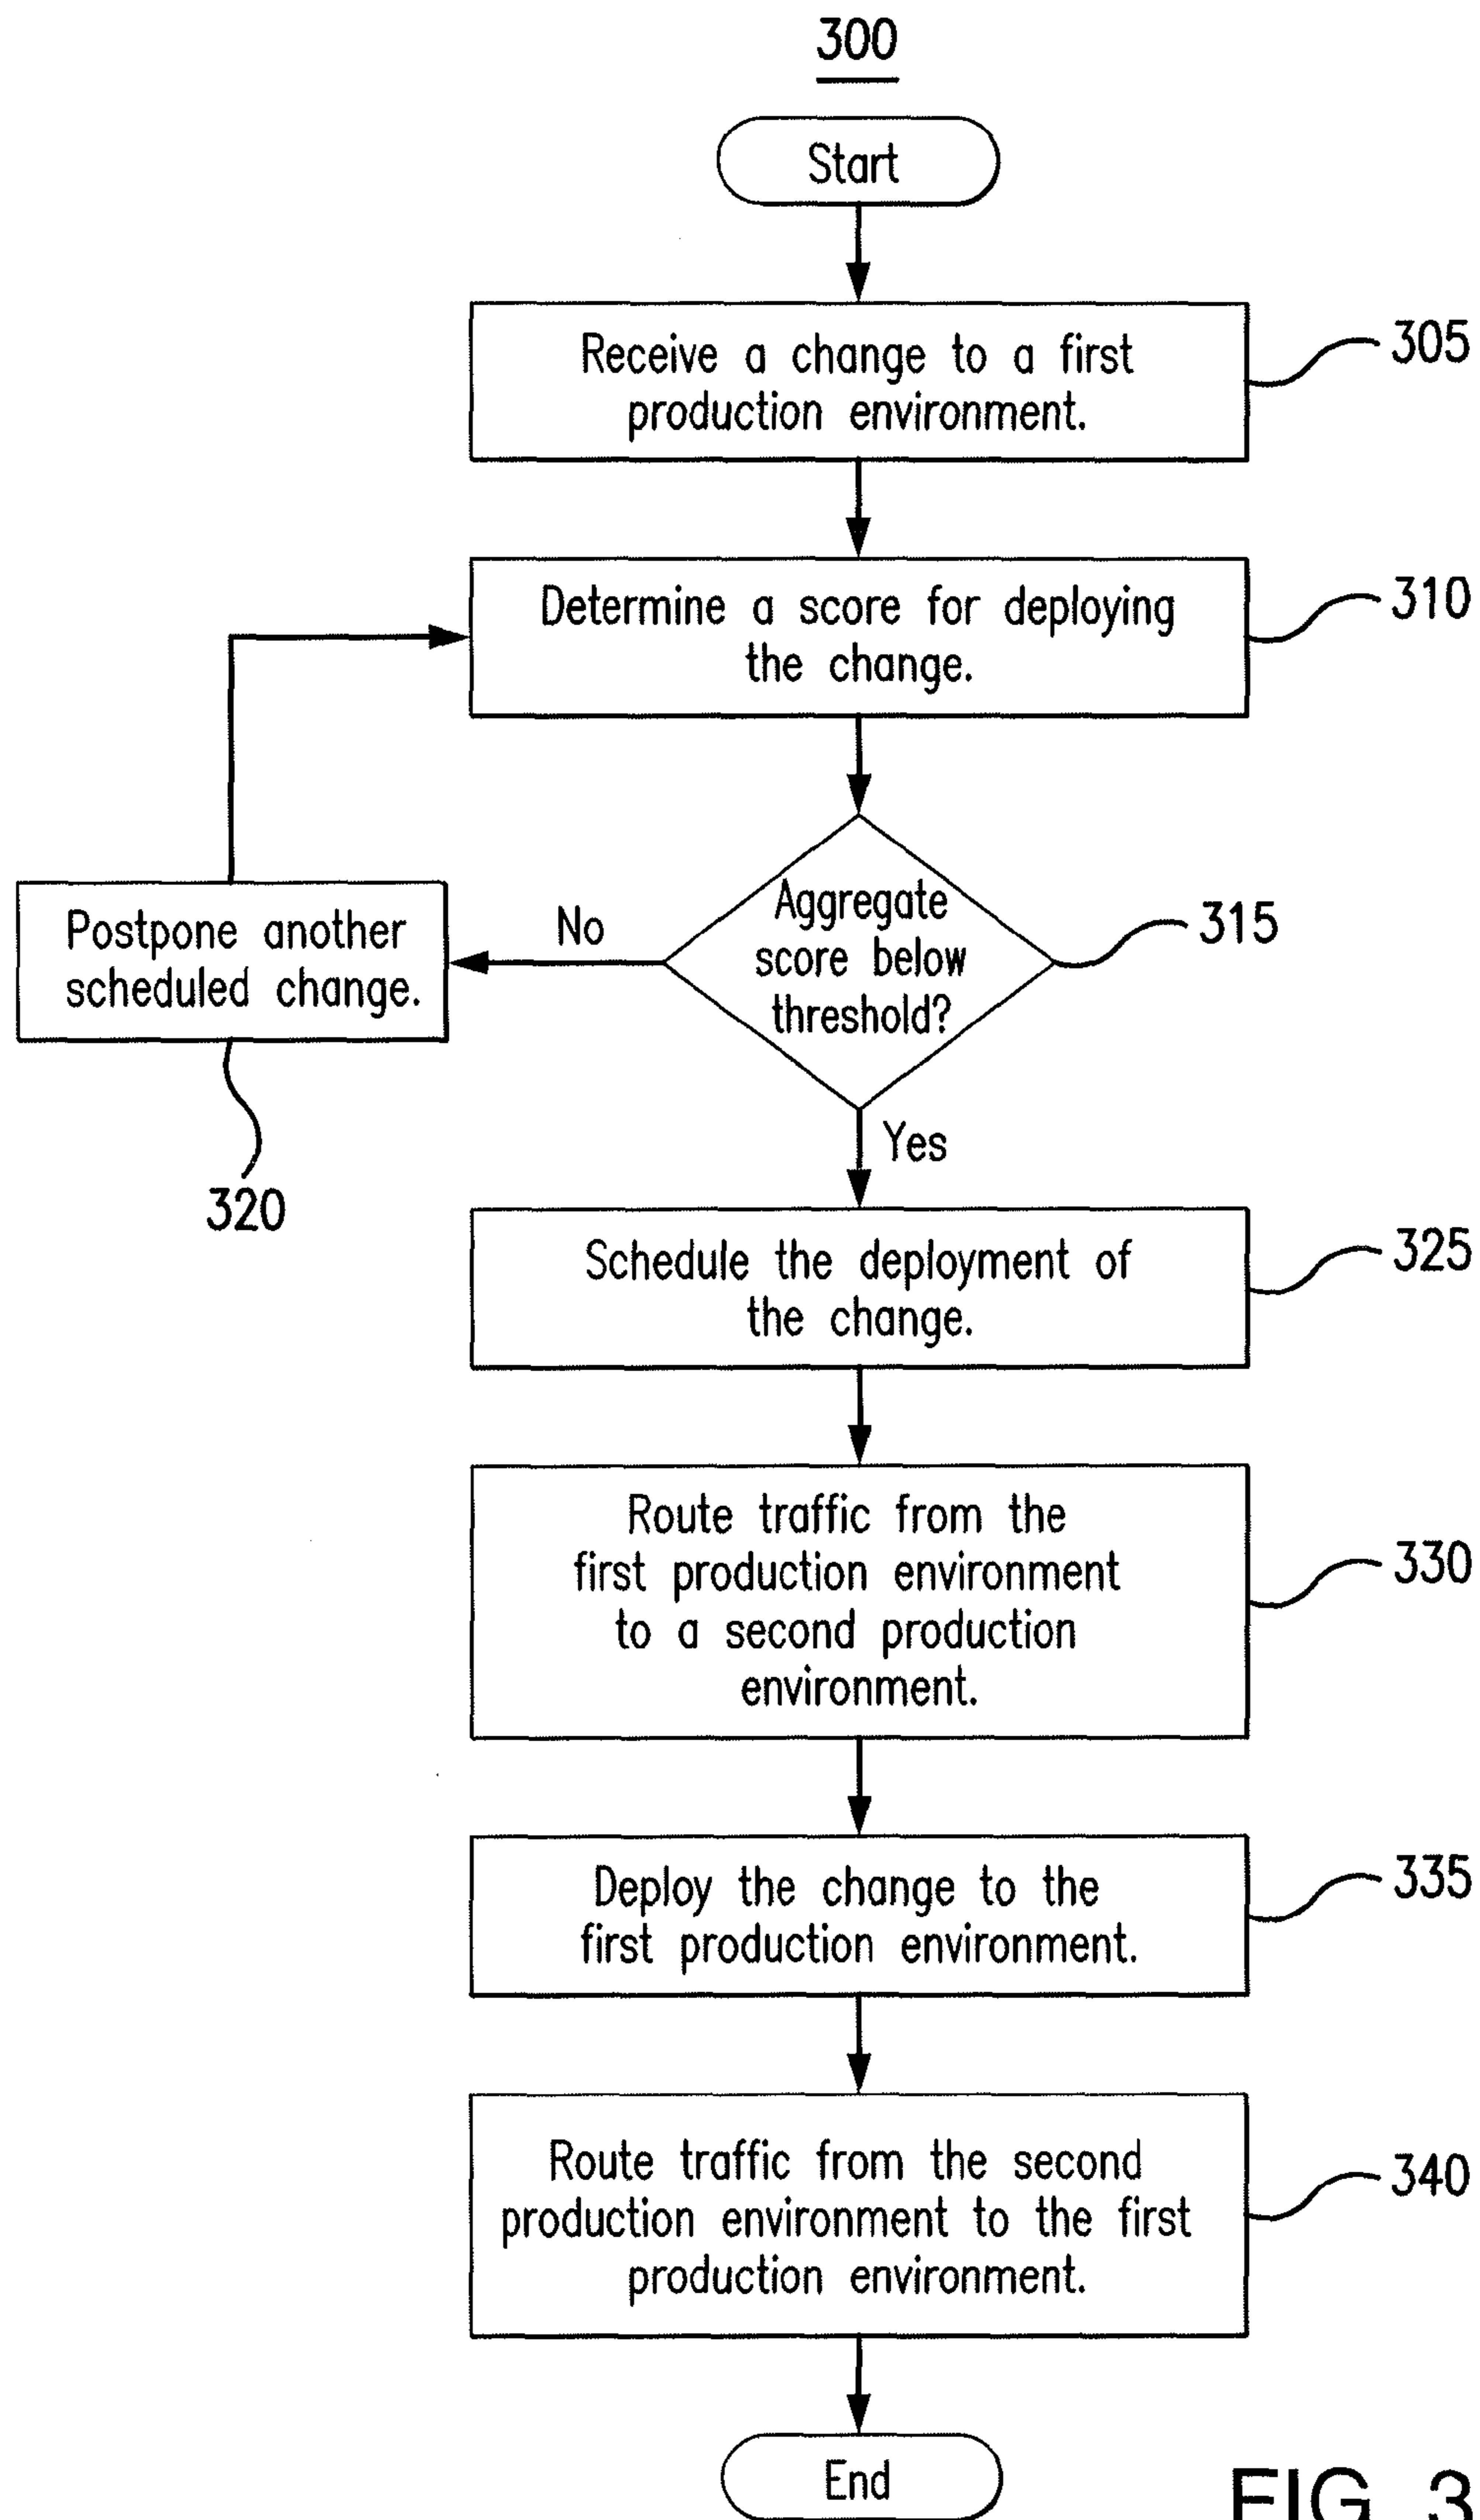 300
Start
Receive a change to a first
production environment.
305
Determine a score for deploying
the change.
310
Aggregate
score below
threshold?
315
No
Postpone another
scheduled change.
320
Yes
Schedule the deployment of
the change.
325
Route traffic from the
first production environment
to a second production
environment.
330
Deploy the change to the
first production environment.
335
Route traffic from the second
production environment to the first
production environment.
340
End
FIG. 3